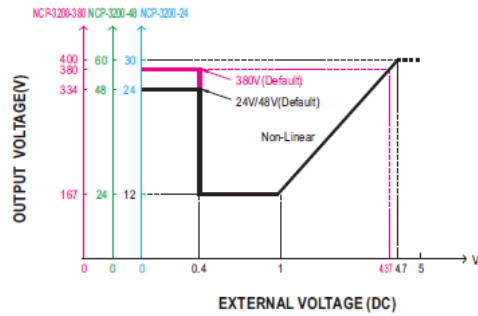 NCP-3200-380 NCP-3200-48 NCP-3200-24
400 60 30
380
334 48 24
167 24 12
380V(Default)
24V/48V(Default)
Non-Linear
OUTPUT VOLTAGE(V)
0 0 0 0.4 1 4.37 4.7 5 V
EXTERNAL VOLTAGE (DC)